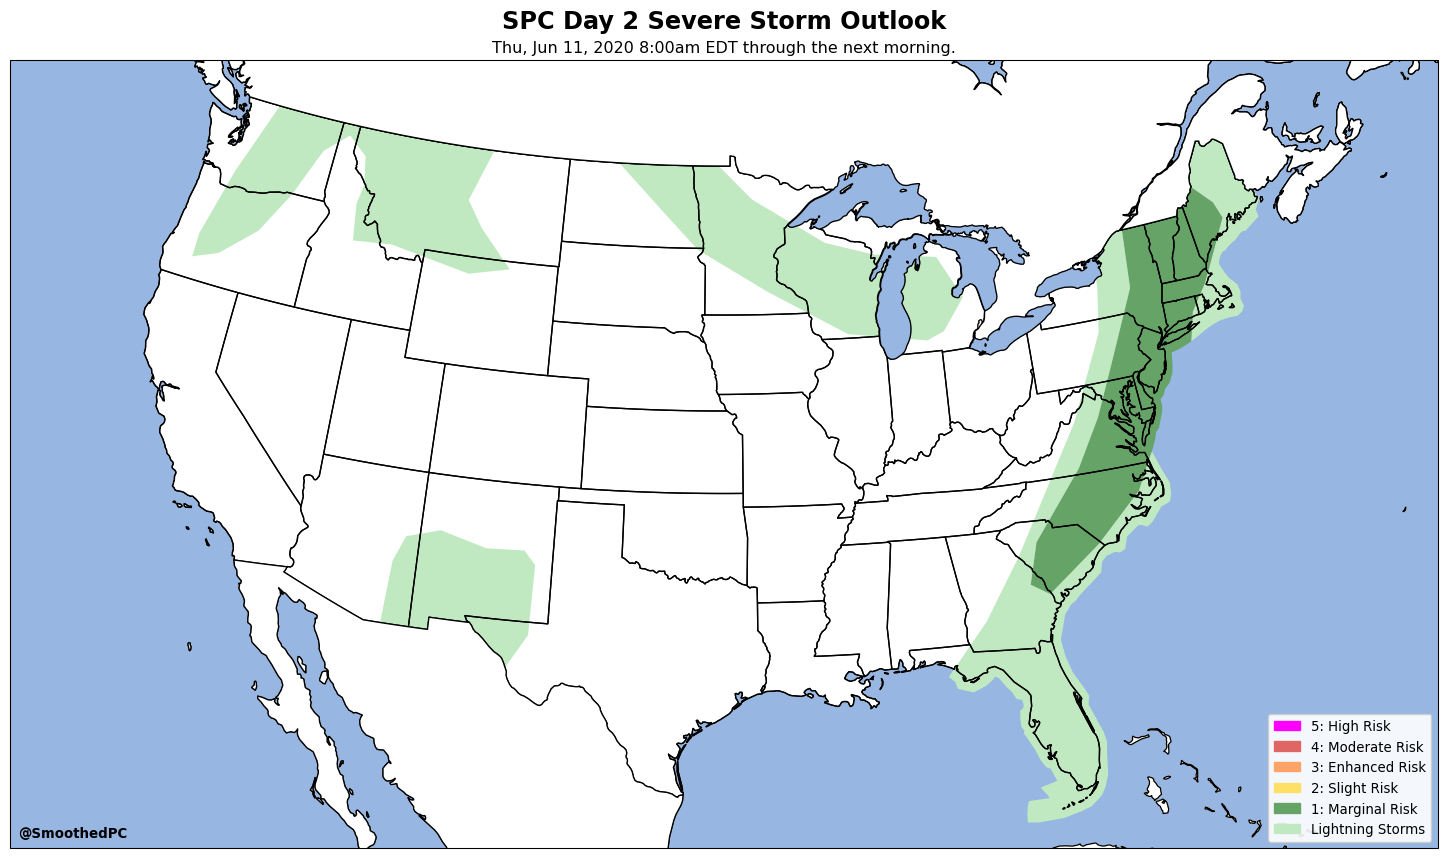 SPC Day 2 Severe Storm Outlook
Thu, Jun 11, 2020 8:00am EDT through the next morning.
5: High Risk
4: Moderate Risk
3: Enhanced Risk
2: Slight Risk
1: Marginal Risk
Lightning Storms
@SmoothedPC